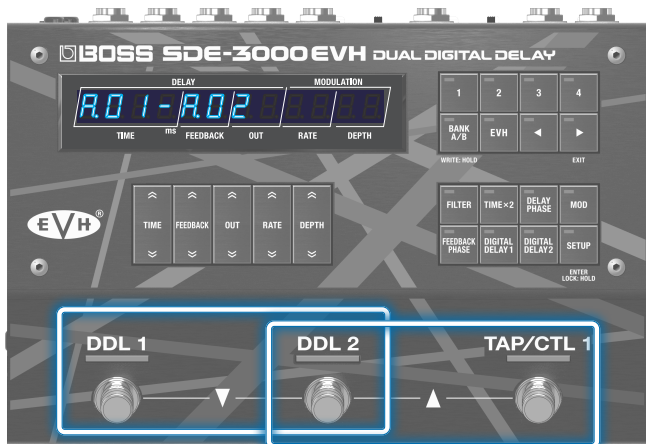 BOSS SDE-3000EVH DUAL DIGITAL DELAY
DELAY MODULATION
A.01-A.02
TIME ms FEEDBACK OUT RATE DEPTH
1 2 3 4
BANK A/B EVH
WRITE: HOLD EXIT
EVH®
TIME FEEDBACK OUT RATE DEPTH
FILTER TIME×2 DELAY PHASE MOD
FEEDBACK PHASE DIGITAL DELAY 1 DIGITAL DELAY 2 SETUP
ENTER
LOCK: HOLD
DDL 1 DDL 2 TAP/CTL 1